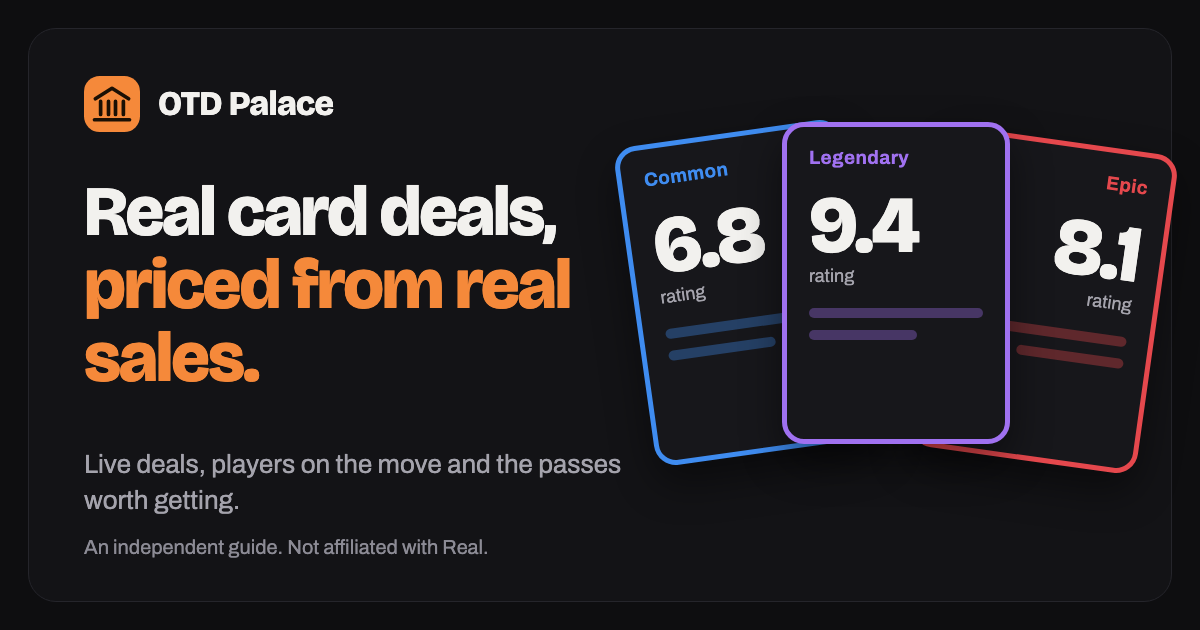 OTD Palace
Real card deals,
priced from real
sales.
Live deals, players on the move and the passes
worth getting.
An independent guide. Not affiliated with Real.
Common
6.8
rating
Legendary
9.4
rating
Epic
8.1
rating